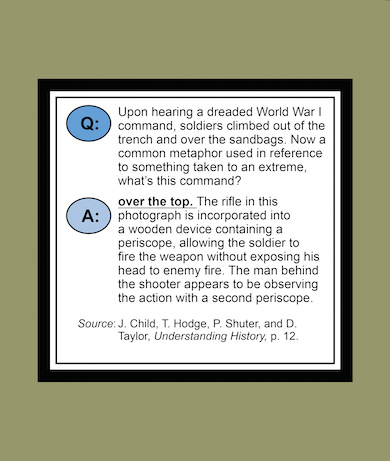 Q:
Upon hearing a dreaded World War I
command, soldiers climbed out of the
trench and over the sandbags. Now a
common metaphor used in reference
to something taken to an extreme,
what's this command?
A:
over the top. The rifle in this
photograph is incorporated into
a wooden device containing a
periscope, allowing the soldier to
fire the weapon without exposing his
head to enemy fire. The man behind
the shooter appears to be observing
the action with a second periscope.
Source: J. Child, T. Hodge, P. Shuter, and D.
Taylor, Understanding History, p. 12.